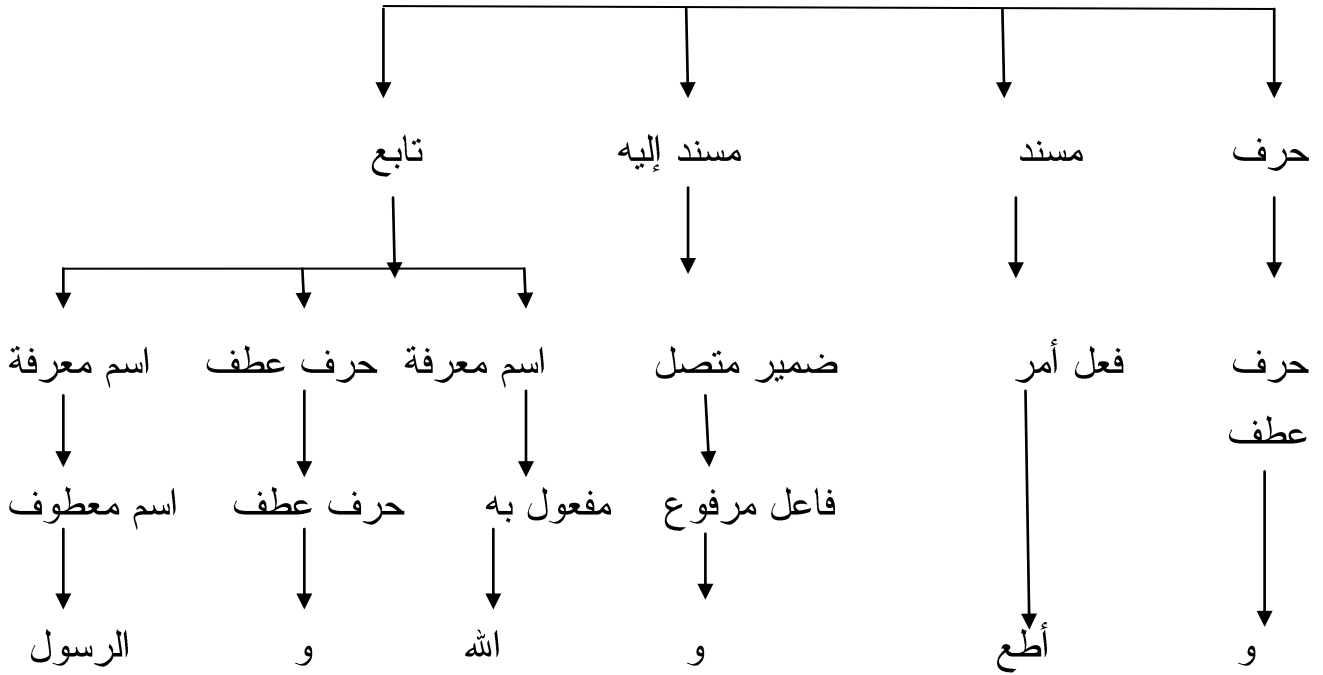 حرف مسند مسند إليه تابع
حرف فعل أمر ضمير متصل اسم معرفة حرف عطف اسم معرفة
عطف
فاعل مرفوع مفعول به حرف عطف اسم معطوف
و أطع و الله و الرسول